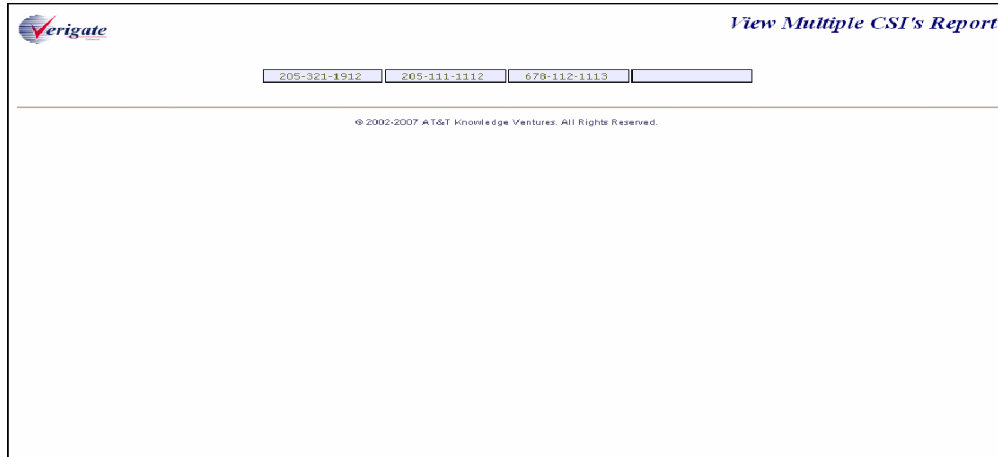 Verigate
View Multiple CSI's Report
205-321-1912 205-111-1112 678-112-1113
© 2002-2007 AT&T Knowledge Ventures. All Rights Reserved.